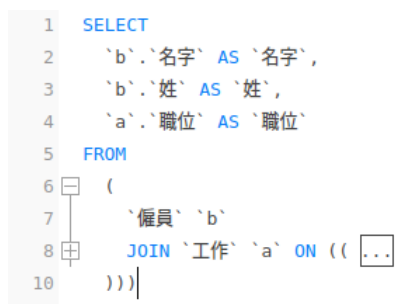 1 SELECT
2 `b`.`名字` AS `名字`,
3 `b`.`姓` AS `姓`,
4 `a`.`職位` AS `職位`
5 FROM
6 (
7 `僱員` `b`
8 JOIN `工作` `a` ON (( ...
10 )))